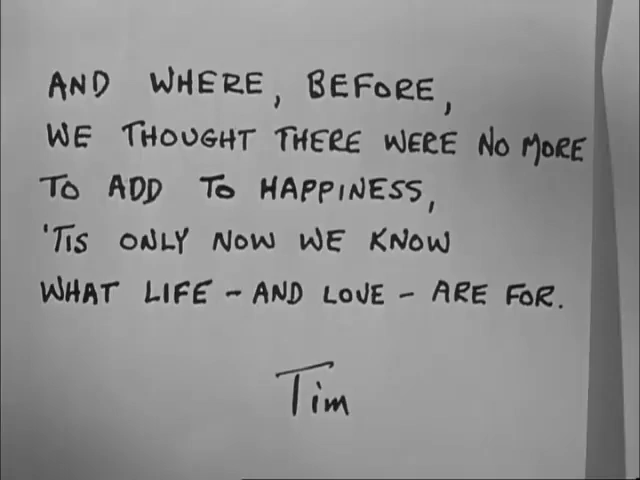 AND WHERE, BEFORE,
WE THOUGHT THERE WERE NO MORE
TO ADD TO HAPPINESS,
'TIS ONLY NOW WE KNOW
WHAT LIFE - AND LOVE - ARE FOR.
Tim